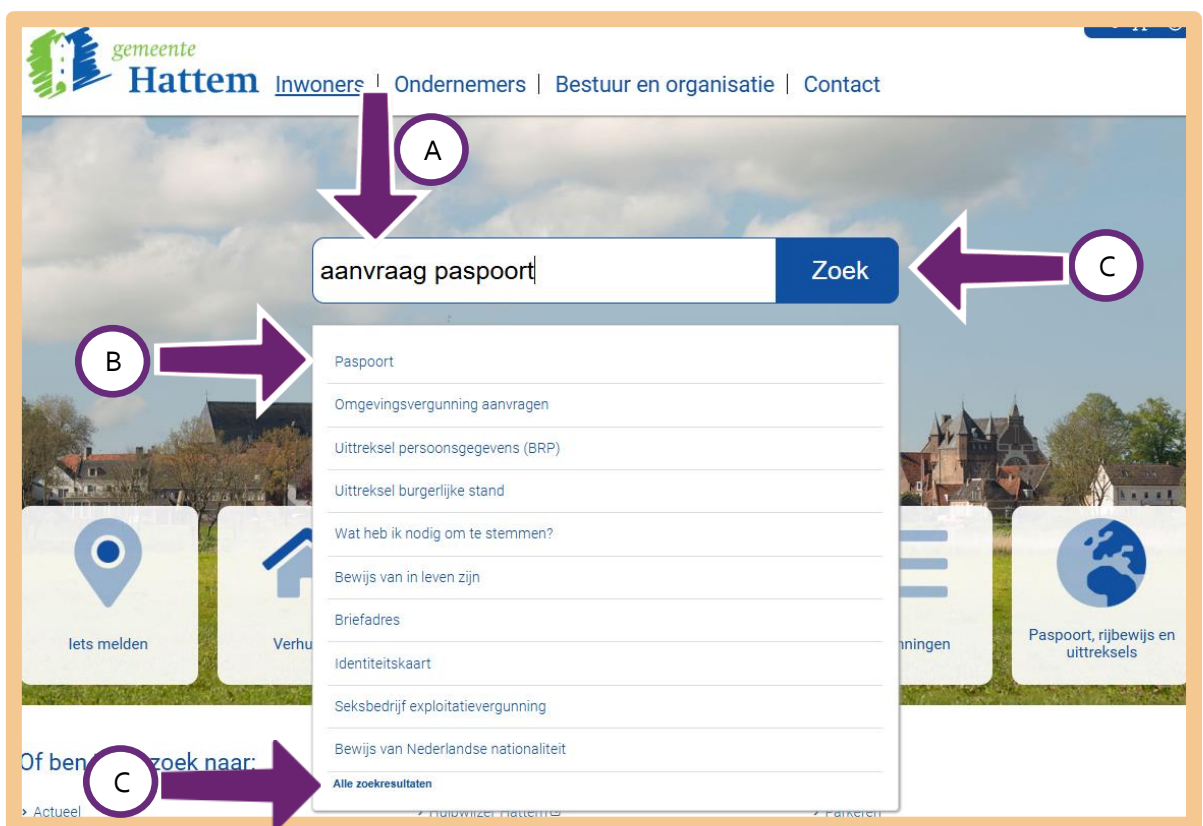 gemeente
Hattem
Inwoners | Ondernemers | Bestuur en organisatie | Contact
A
aanvraag paspoort
Zoek
C
B
Paspoort
Omgevingsvergunning aanvragen
Uittreksel persoonsgegevens (BRP)
Uittreksel burgerlijke stand
Wat heb ik nodig om te stemmen?
Bewijs van in leven zijn
Briefadres
Identiteitskaart
Seksbedrijf exploitatievergunning
Bewijs van Nederlandse nationaliteit
Alle zoekresultaten
Iets melden
Verhu
nningen
Paspoort, rijbewijs en
uittreksels
Of ben zoek naar:
C
› Actueel
› Parkeren